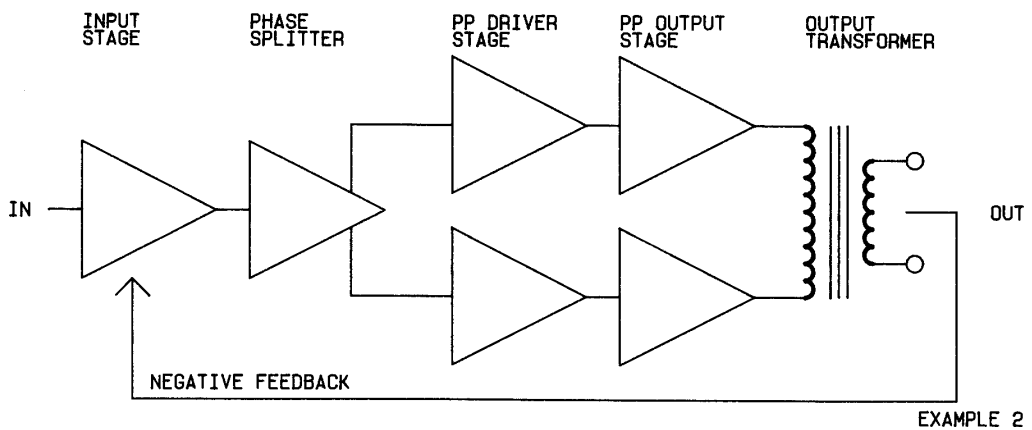 INPUT
STAGE
PHASE
SPLITTER
PP DRIVER
STAGE
PP OUTPUT
STAGE
OUTPUT
TRANSFORMER
IN
OUT
NEGATIVE FEEDBACK
EXAMPLE 2